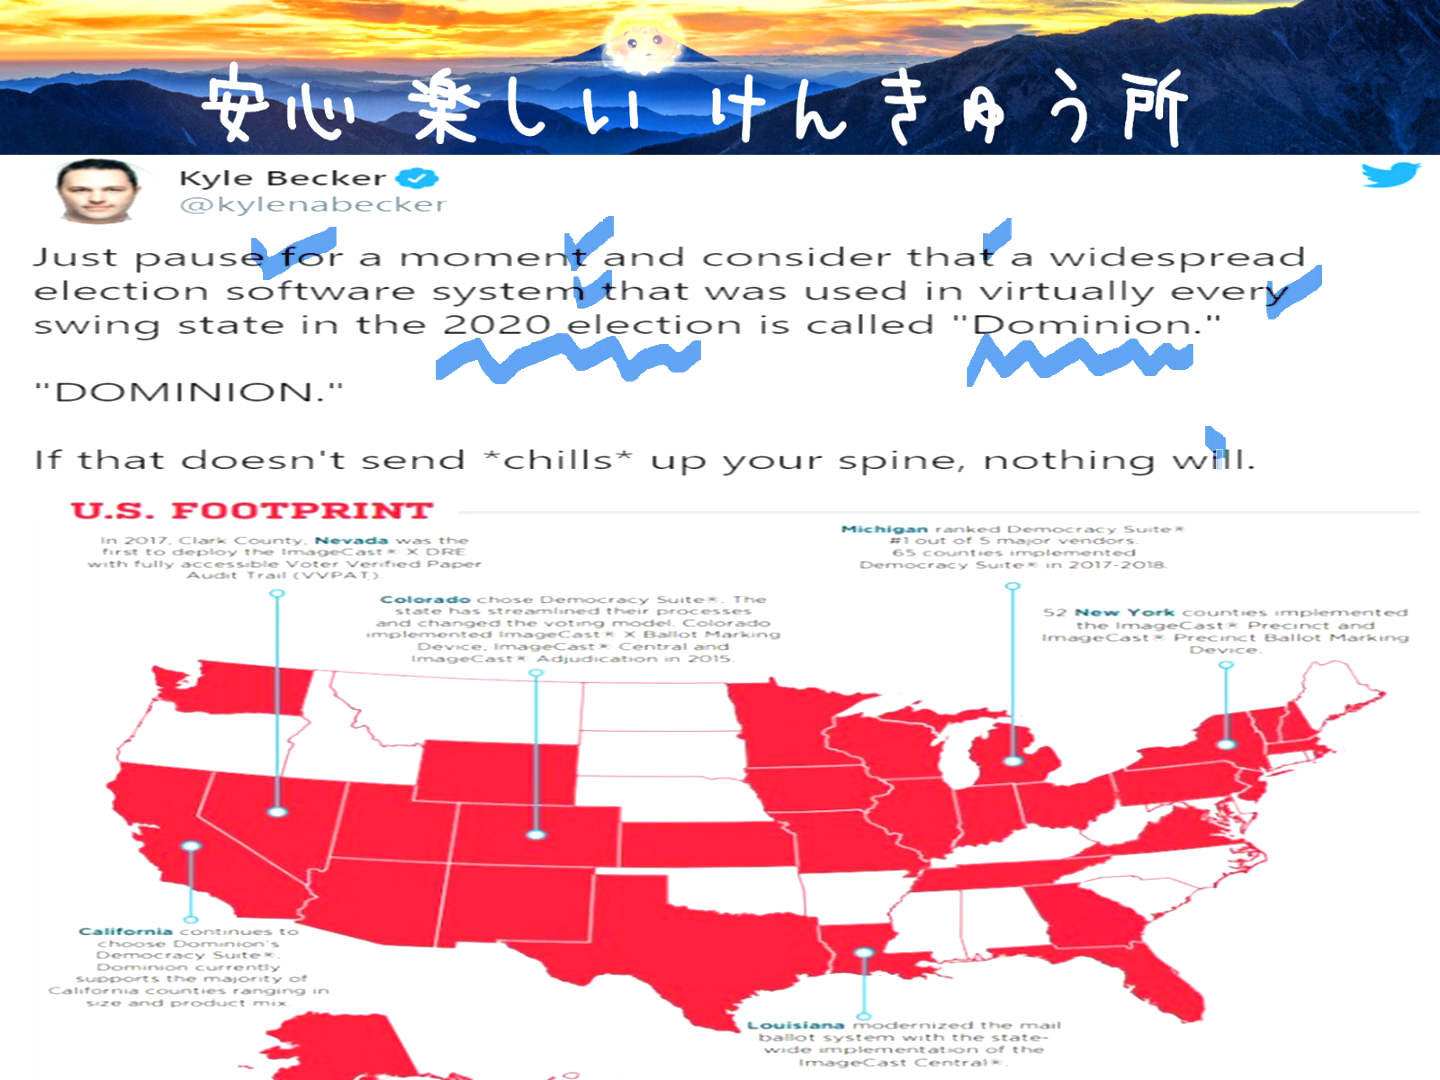 安心 楽しい けんきゅう所
Kyle Becker
@kylenabecker
Just pause for a moment and consider that a widespread
election software system that was used in virtually every
swing state in the 2020 election is called "Dominion."
"DOMINION."
If that doesn't send *chills* up your spine, nothing will.
U.S. FOOTPRINT
In 2017, Clark County, Nevada was the
first to deploy the ImageCast® X DRE
with fully accessible Voter Verified Paper
Audit Trail (VVPAT).
Colorado chose Democracy Suite®. The
state has streamlined their processes
and changed the voting model. Colorado
implemented ImageCast® X Ballot Marking
Device, ImageCast® Central and
ImageCast® Adjudication in 2015.
Michigan ranked Democracy Suite®
#1 out of 5 major vendors.
65 counties implemented
Democracy Suite® in 2017-2018.
52 New York counties implemented
the ImageCast® Precinct and
ImageCast® Precinct Ballot Marking
Device.
California continues to
choose Dominion's
Democracy Suite®.
Dominion currently
supports the majority of
California counties ranging in
size and product mix.
Louisiana modernized the mail
ballot system with the state-
wide implementation of the
ImageCast Central®.